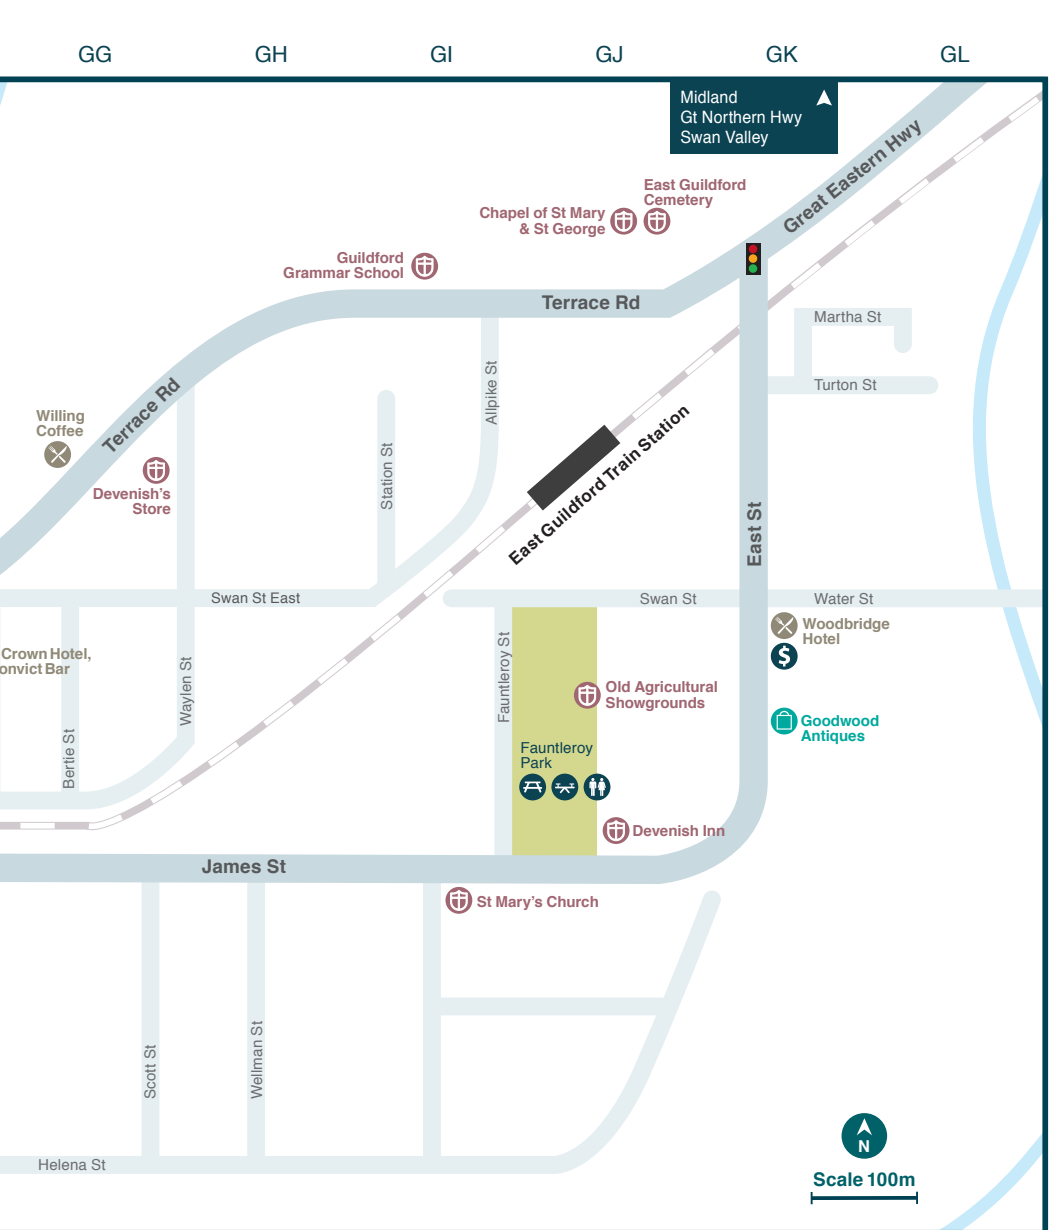 GG
GH
GI
GJ
GK
GL
Midland
Gt Northern Hwy
Swan Valley
Great Eastern Hwy
East Guildford
Cemetery
Chapel of St Mary
& St George
Guildford
Grammar School
Terrace Rd
Martha St
Turton St
Allpike St
Terrace Rd
Willing
Coffee
Station St
East Guildford Train Station
Devenish's
Store
East St
Swan St East
Swan St
Water St
Woodbridge
Hotel
$
Crown Hotel,
onvict Bar
Fauntleroy St
Waylen St
Old Agricultural
Showgrounds
Goodwood
Antiques
Bertie St
Fauntleroy
Park
Devenish Inn
James St
St Mary's Church
Scott St
Wellman St
Helena St
N
Scale 100m